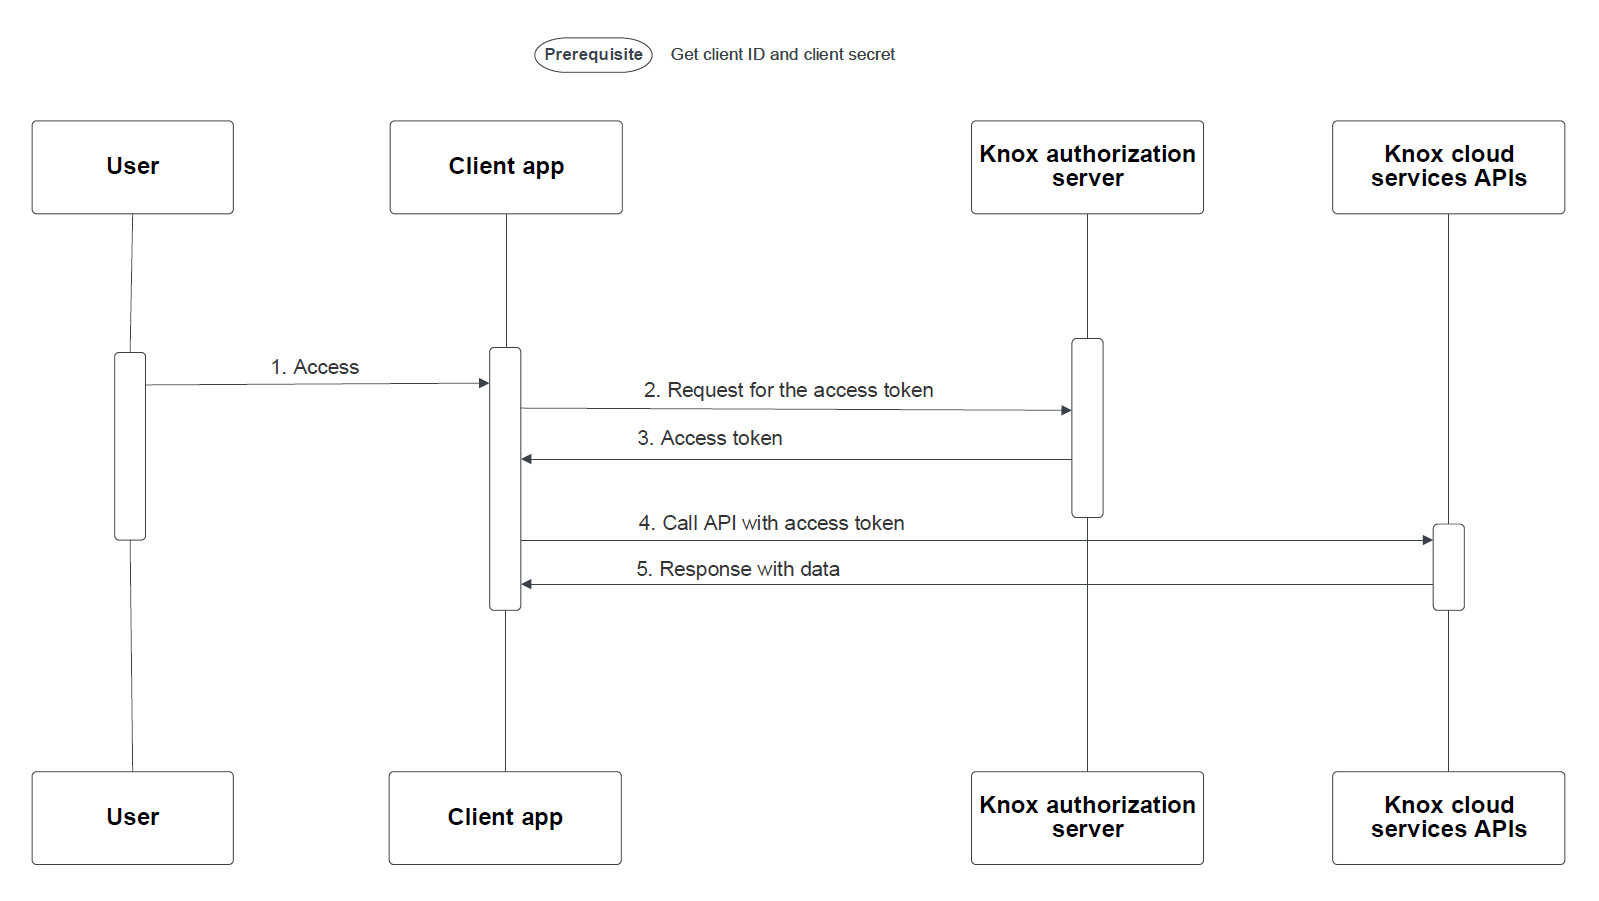 Prerequisite Get client ID and client secret
User
Client app
Knox authorization
server
Knox cloud
services APIs
1. Access
2. Request for the access token
3. Access token
4. Call API with access token
5. Response with data
User
Client app
Knox authorization
server
Knox cloud
services APIs